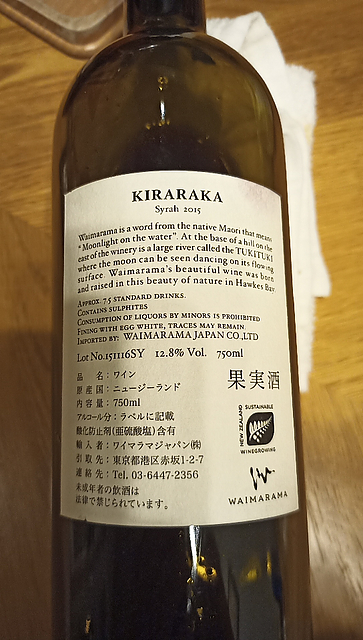 KIRARAKA
Syrah 2015
Waimarama is a word from the native Maori that means
"Moonlight on the water". At the base of a hill on the
east of the winery is a large river called the TUKITUKI
where the moon can be seen dancing on its flowing
surface. Waimarama's beautiful wine was born
and raised in this beauty of nature in Hawkes Bay
APPROX 7.5 STANDARD DRINKS.
CONTAINS SULPHITES
CONSUMPTION OF LIQUORS BY MINORS IS PROHIBITED
FINING WITH EGG WHITE, TRACES MAY REMAIN.
IMPORTED BY: WAIMARAMA JAPAN CO.,LTD
Lot No.151116SY 12.8% Vol. 750ml
品 名：ワイン
原 産 国：ニュージーランド
内 容 量：750ml
アルコール分：ラベルに記載
酸化防止剤(亜硫酸塩)含有
輸 入 者：ワイマラマジャパン㈱
引 取 先：東京都港区赤坂1-2-7
連 絡 先：Tel. 03-6447-2356
未成年者の飲酒は
法律で禁じられています。
果実酒
NEW ZEALAND
SUSTAINABLE
WINEGROWING
WAIMARAMA